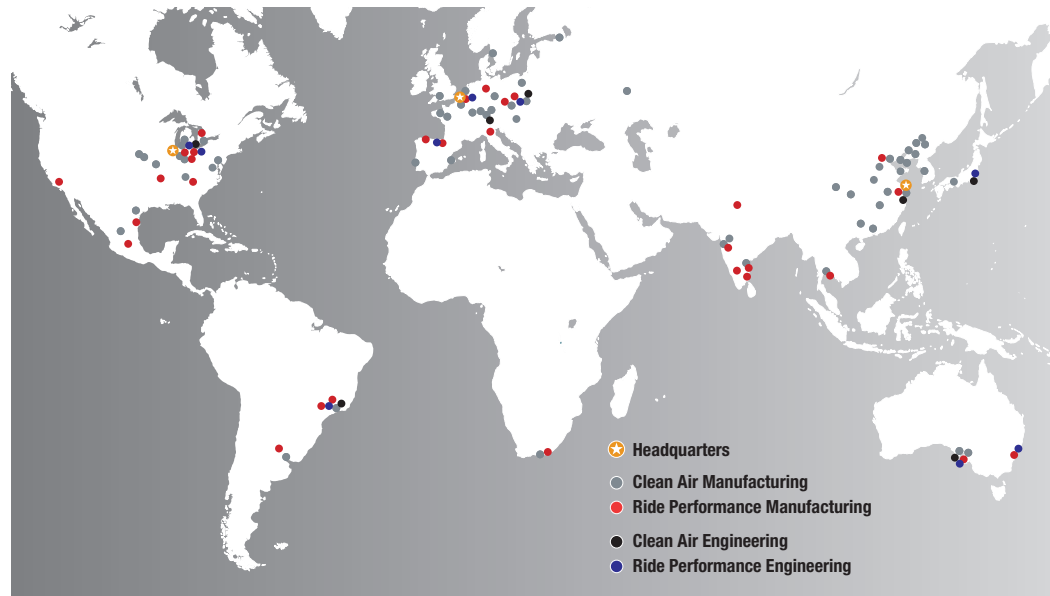 Headquarters
Clean Air Manufacturing
Ride Performance Manufacturing
Clean Air Engineering
Ride Performance Engineering